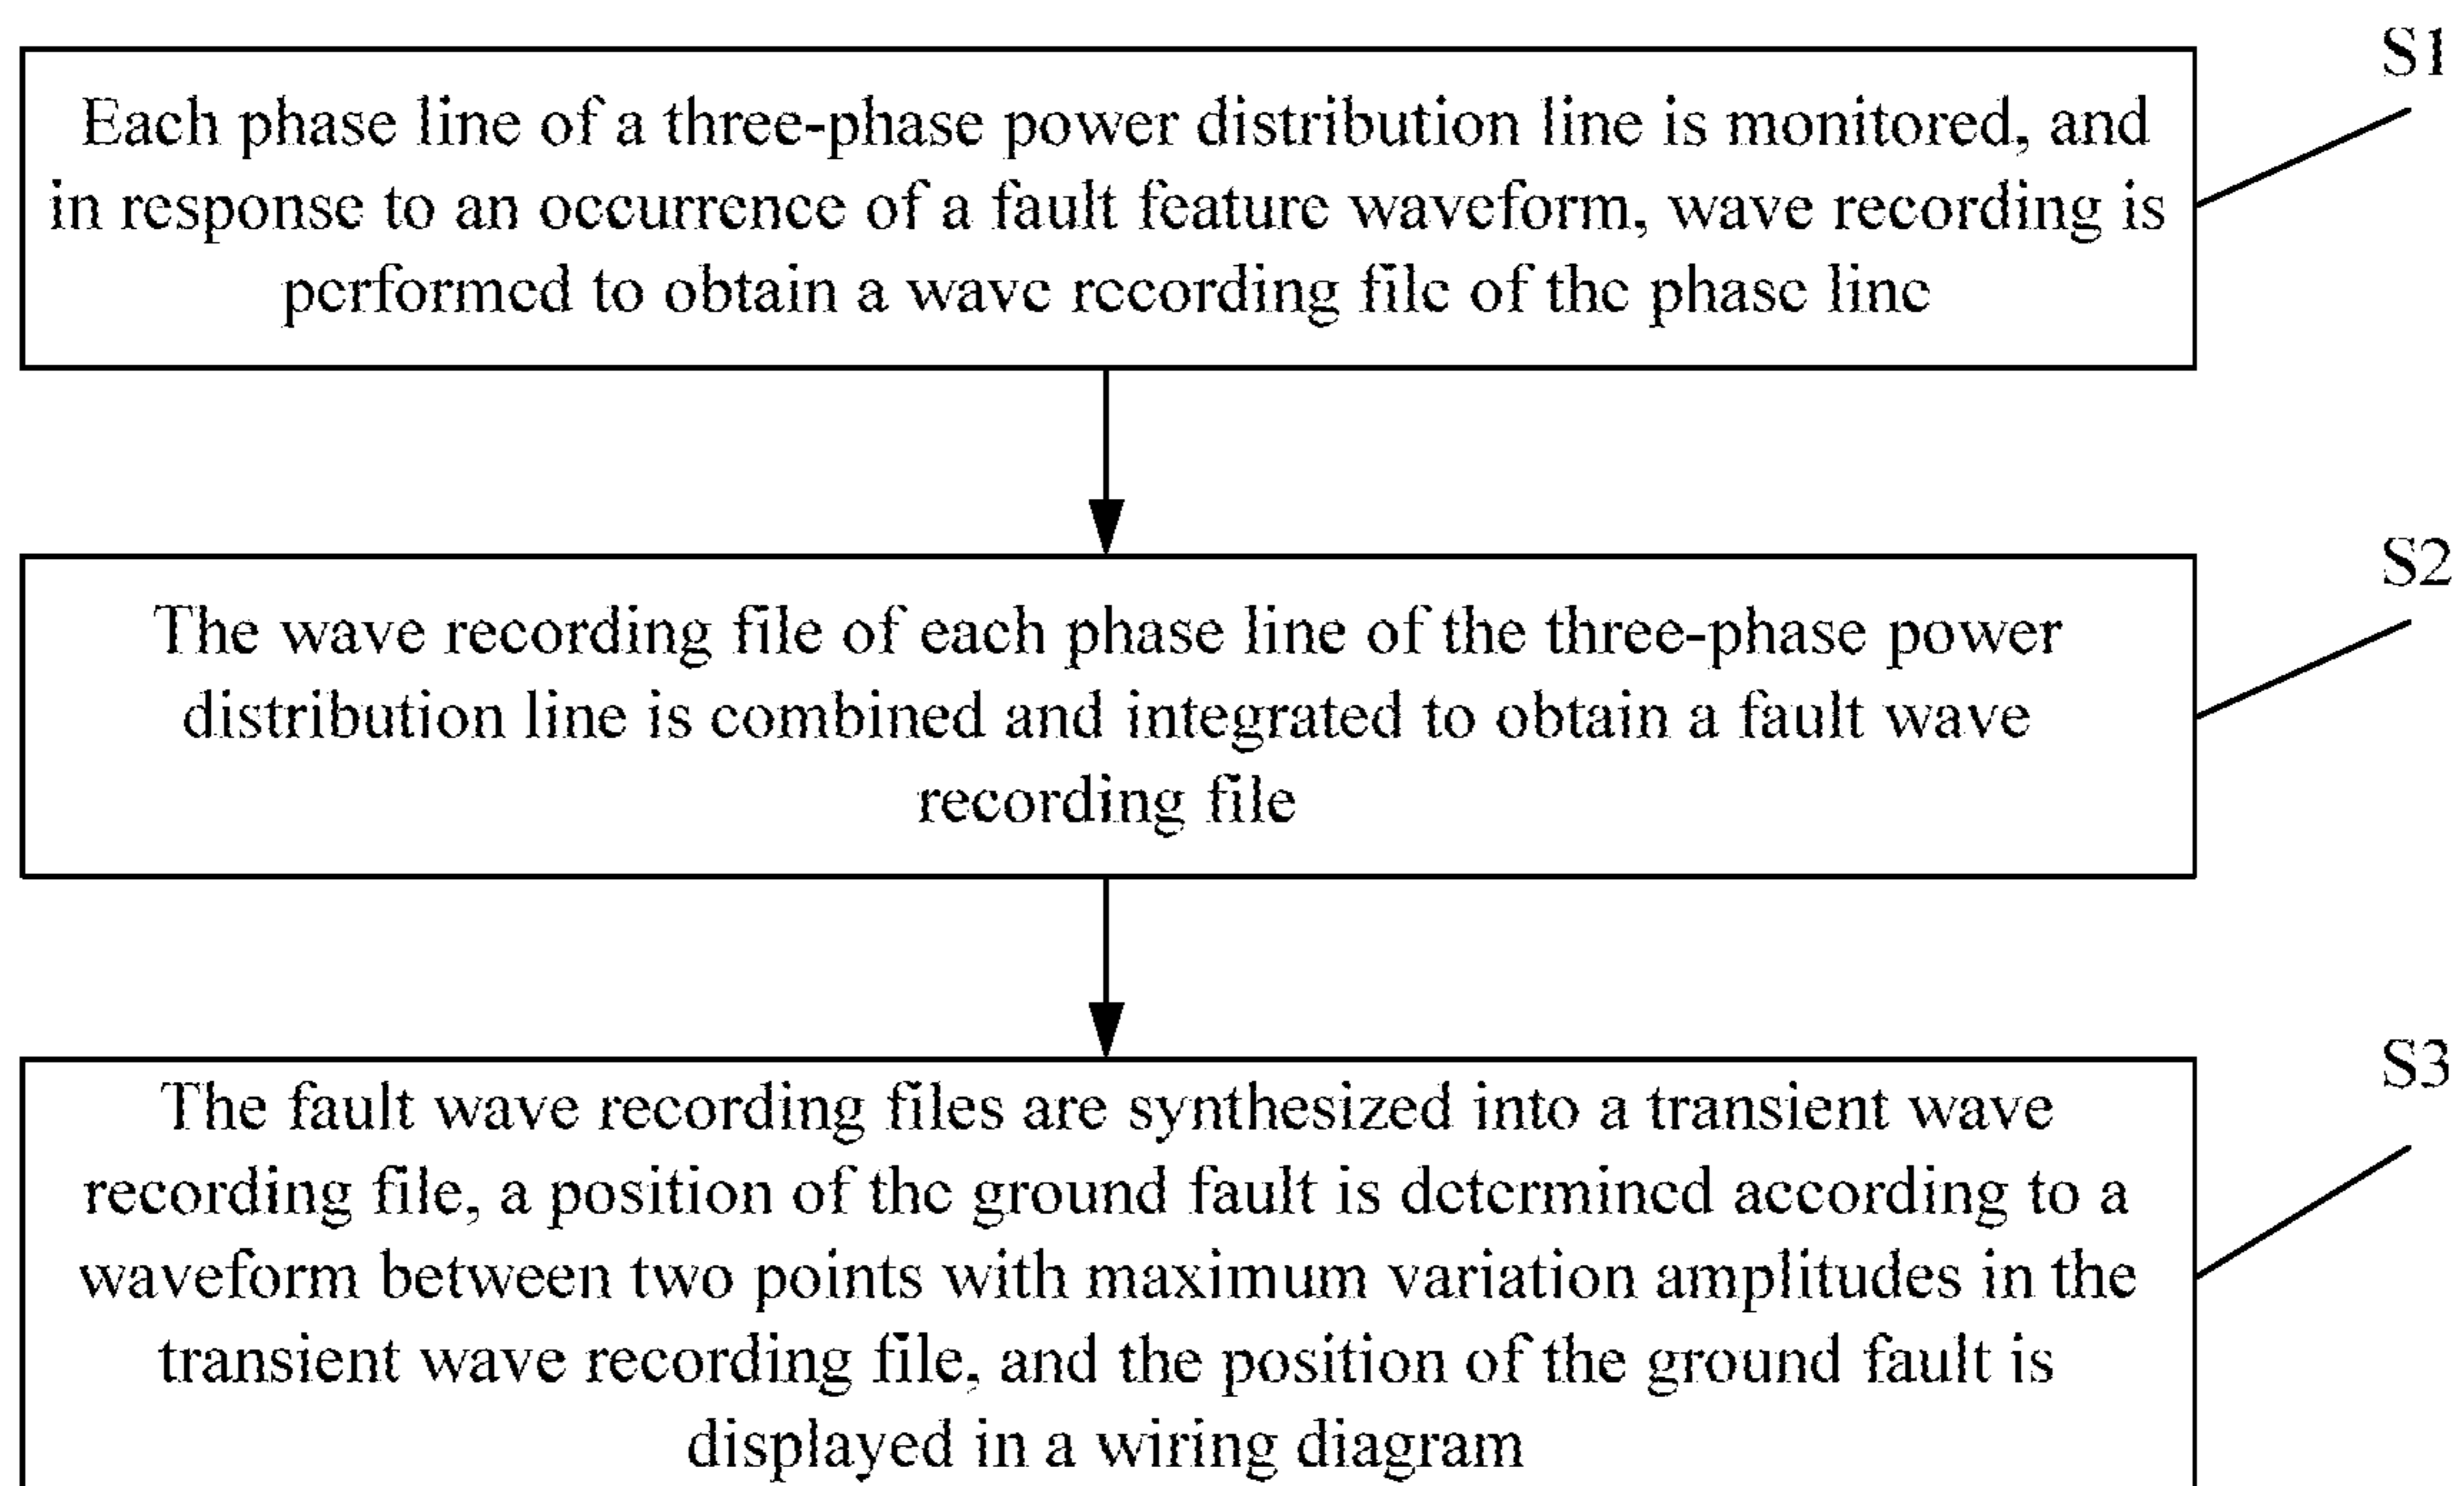 S1
Each phase line of a three-phase power distribution line is monitored, and
in response to an occurrence of a fault feature waveform, wave recording is
performed to obtain a wave recording file of the phase line
S2
The wave recording file of each phase line of the three-phase power
distribution line is combined and integrated to obtain a fault wave
recording file
S3
The fault wave recording files are synthesized into a transient wave
recording file, a position of the ground fault is determined according to a
waveform between two points with maximum variation amplitudes in the
transient wave recording file, and the position of the ground fault is
displayed in a wiring diagram